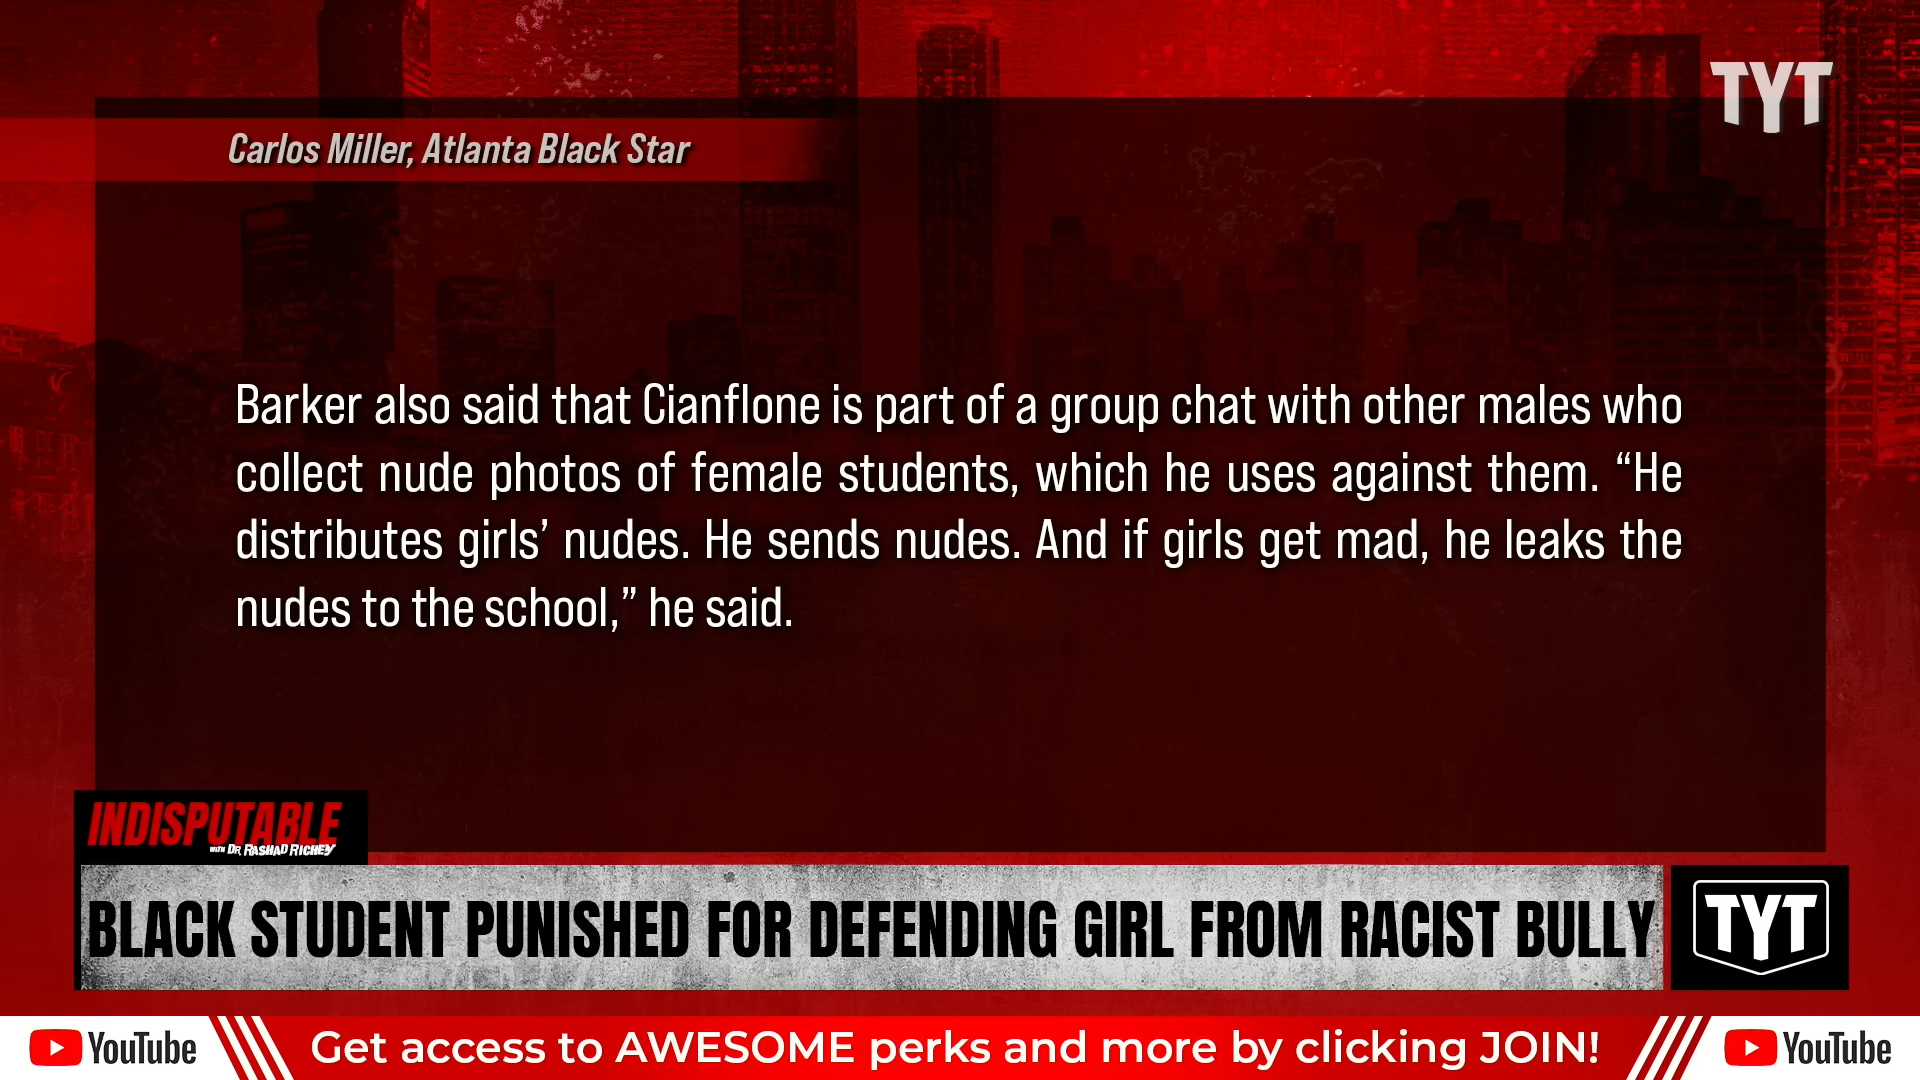 TYT
Carlos Miller, Atlanta Black Star
Barker also said that Cianflone is part of a group chat with other males who
collect nude photos of female students, which he uses against them. “He
distributes girls’ nudes. He sends nudes. And if girls get mad, he leaks the
nudes to the school,” he said.
INDISPUTABLE
WITH DR RASHAD RICHEY
BLACK STUDENT PUNISHED FOR DEFENDING GIRL FROM RACIST BULLY
TYT
YouTube
Get access to AWESOME perks and more by clicking JOIN!
YouTube